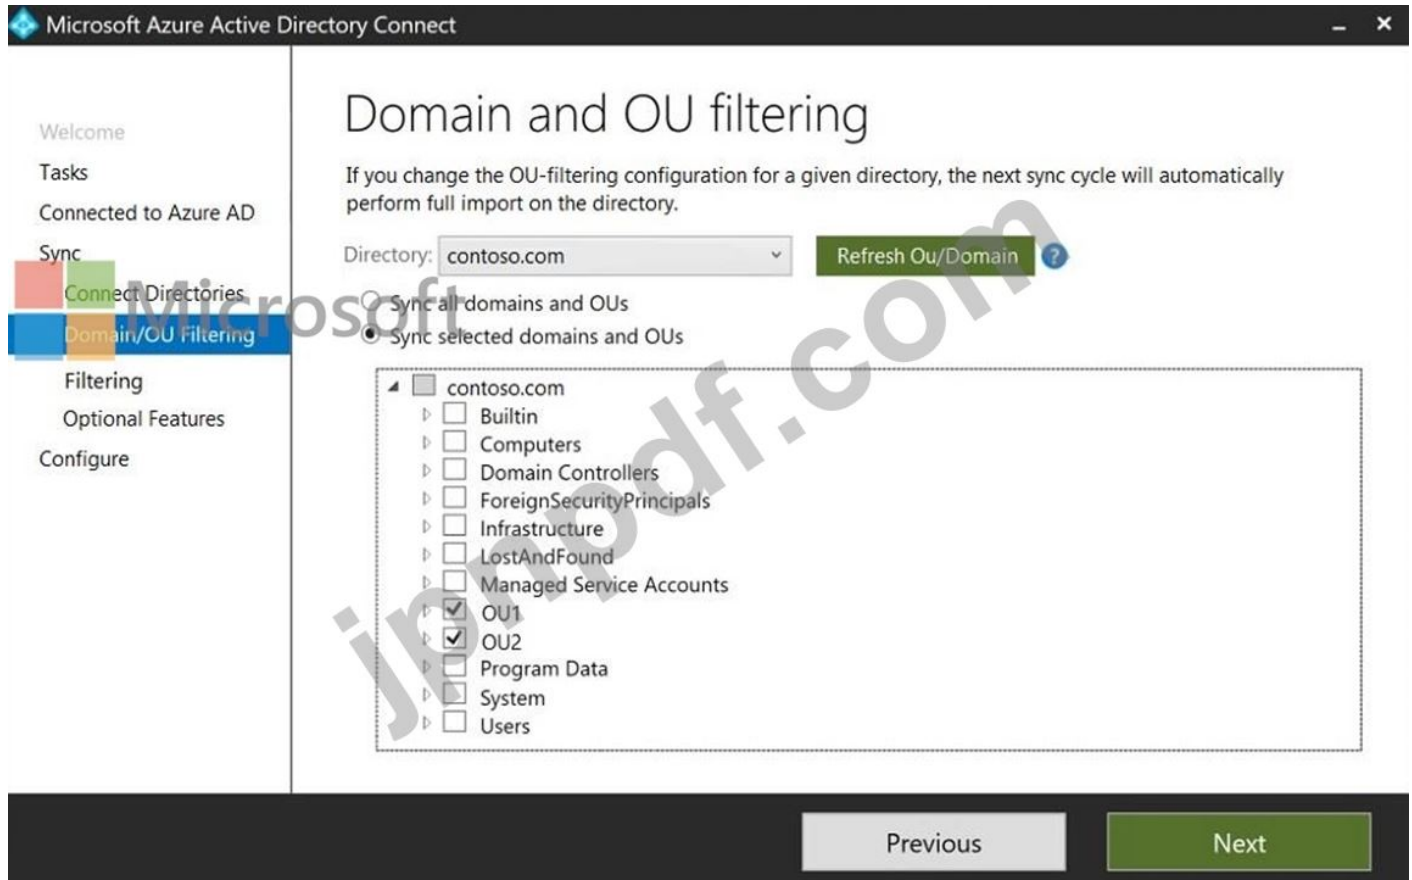 Microsoft Azure Active Directory Connect
Welcome
Tasks
Connected to Azure AD
Sync
Connect Directories
Domain/OU Filtering
Filtering
Optional Features
Configure
Domain and OU filtering
If you change the OU-filtering configuration for a given directory, the next sync cycle will automatically
perform full import on the directory.
Directory: contoso.com
Refresh Ou/Domain ?
Sync all domains and OUs
Sync selected domains and OUs
contoso.com
Builtin
Computers
Domain Controllers
ForeignSecurityPrincipals
Infrastructure
LostAndFound
Managed Service Accounts
OU1
OU2
Program Data
System
Users
Previous
Next
Microsoft
jpnpdf.com